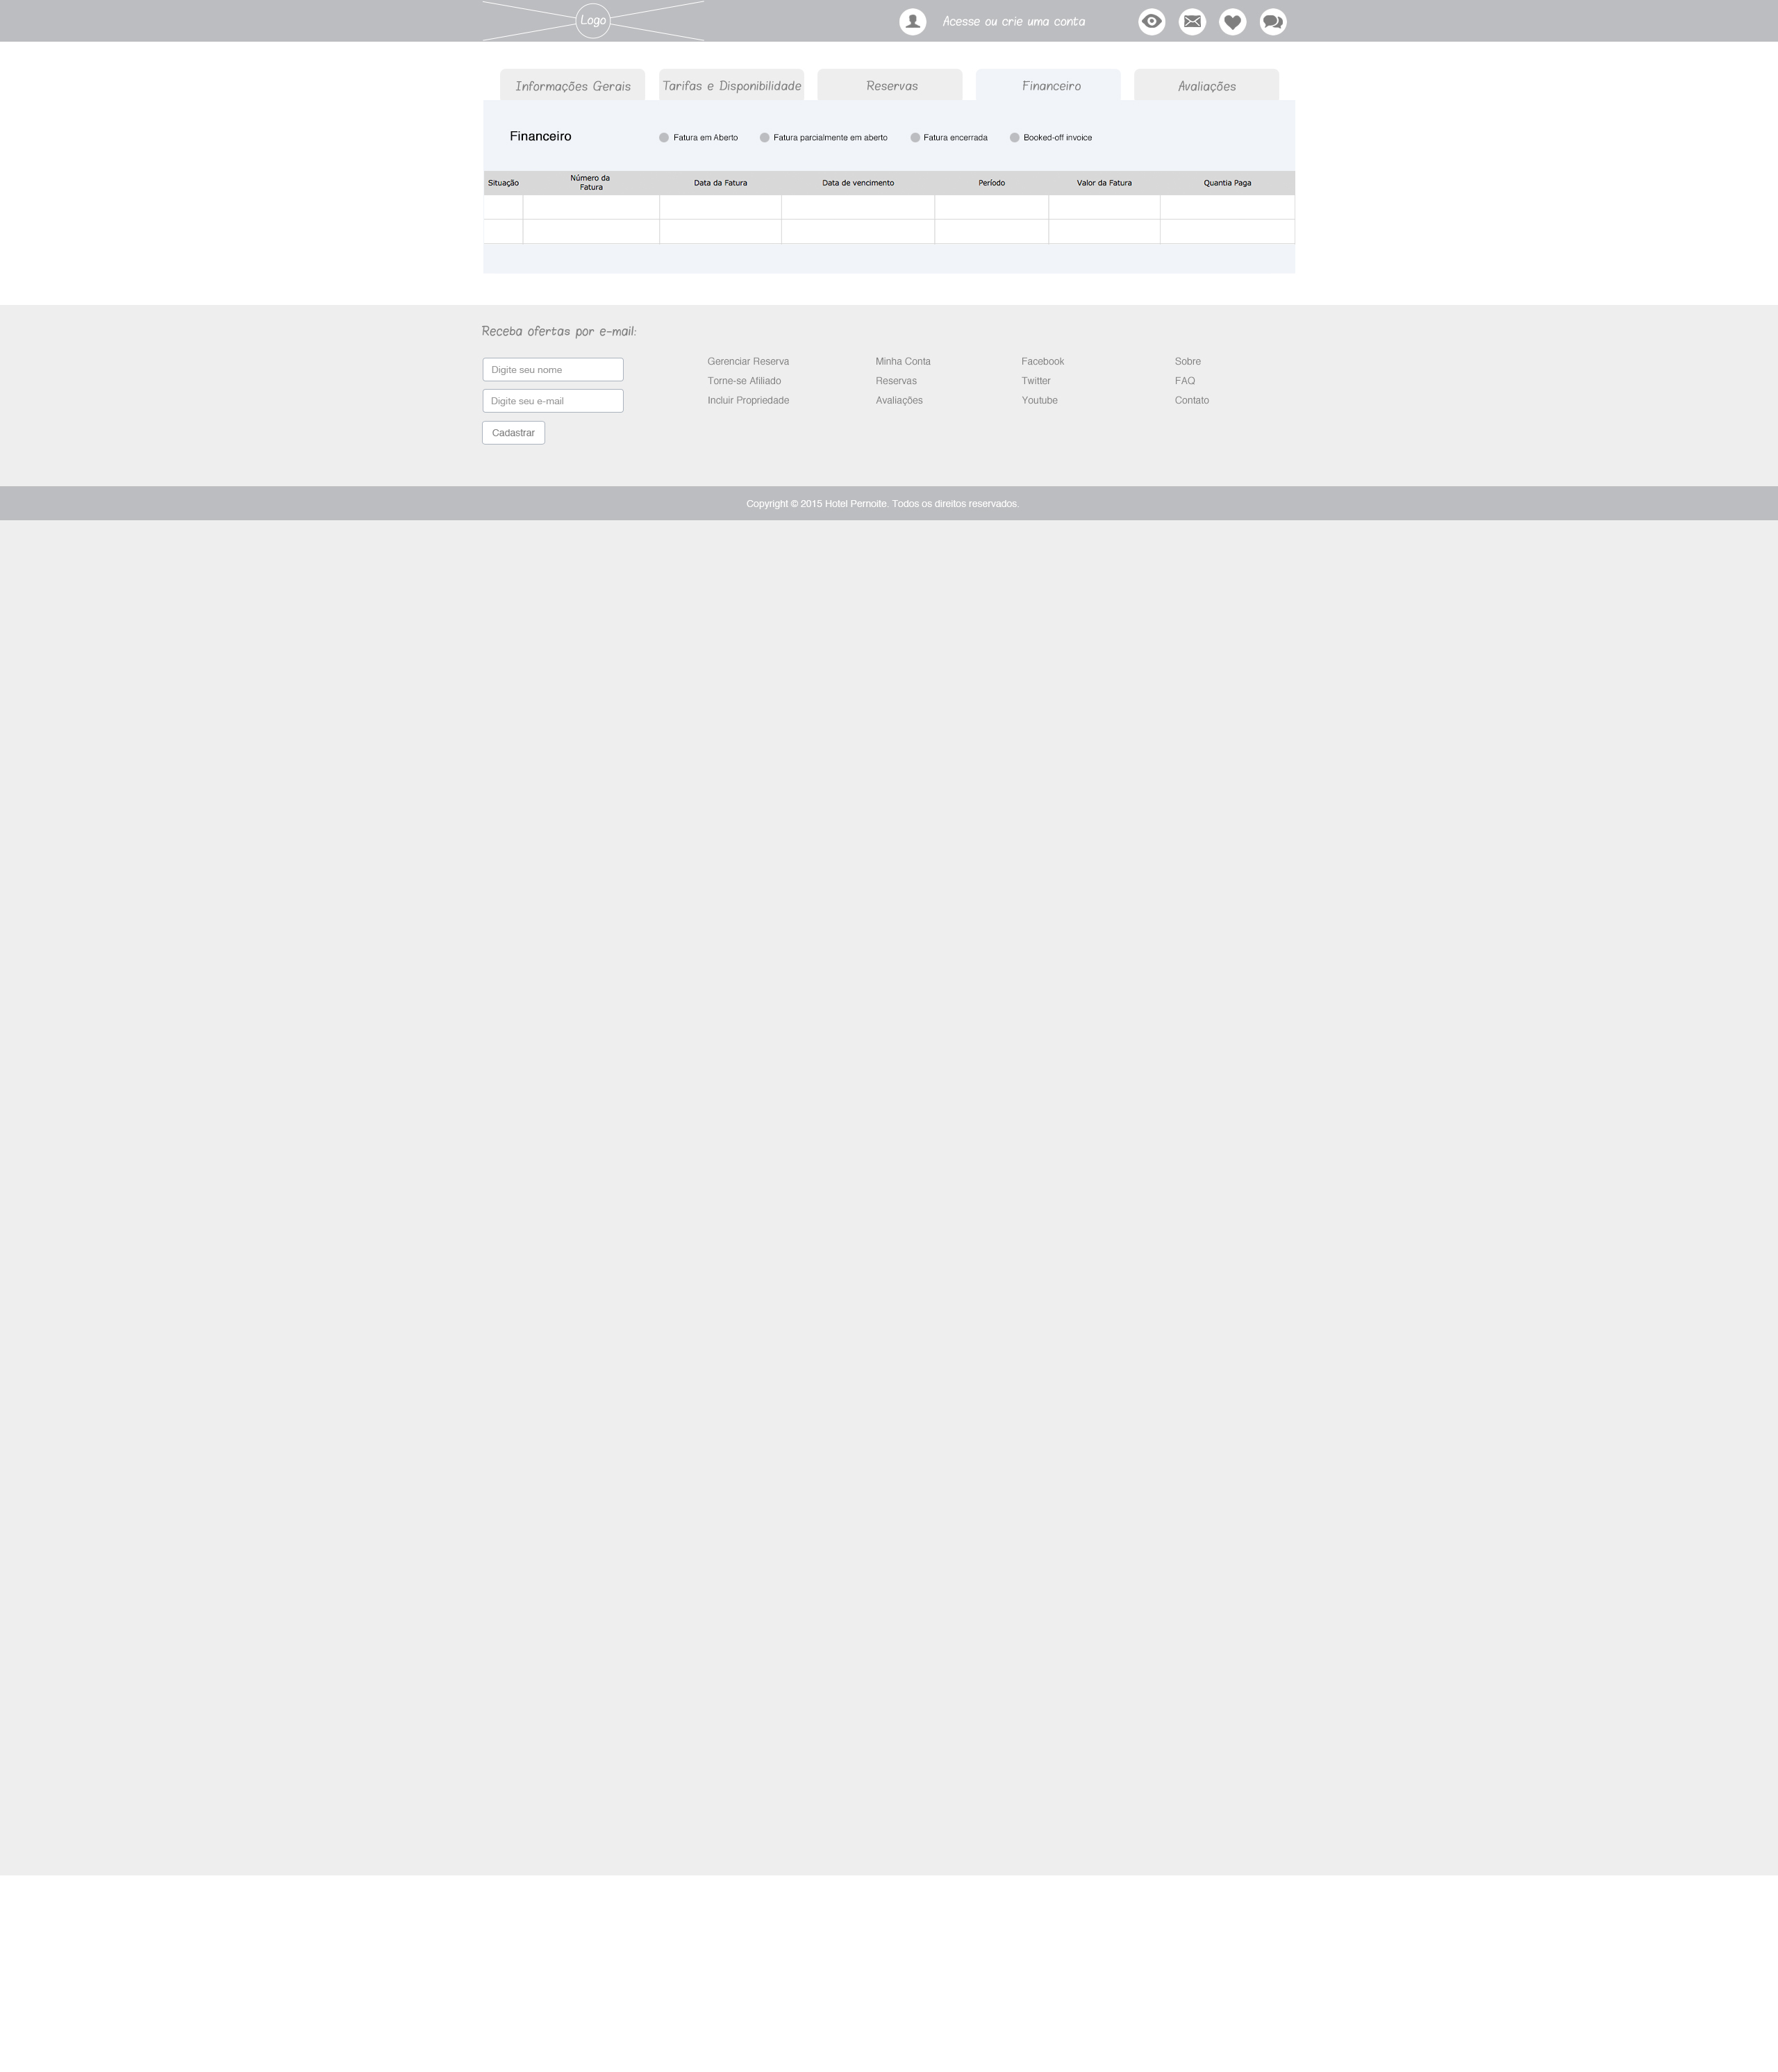 Logo
Acesse ou crie uma conta
Informações Gerais
Tarifas e Disponibilidade
Reservas
Financeiro
Avaliações
Financeiro
Fatura em Aberto
Fatura parcialmente em aberto
Fatura encerrada
Booked-off invoice
Situação
Número da
Fatura
Data da Fatura
Data de vencimento
Período
Valor da Fatura
Quantia Paga
Receba ofertas por e-mail:
Digite seu nome
Digite seu e-mail
Cadastrar
Gerenciar Reserva
Torne-se Afiliado
Incluir Propriedade
Minha Conta
Reservas
Avaliações
Facebook
Twitter
Youtube
Sobre
FAQ
Contato
Copyright © 2015 Hotel Pernoite. Todos os direitos reservados.